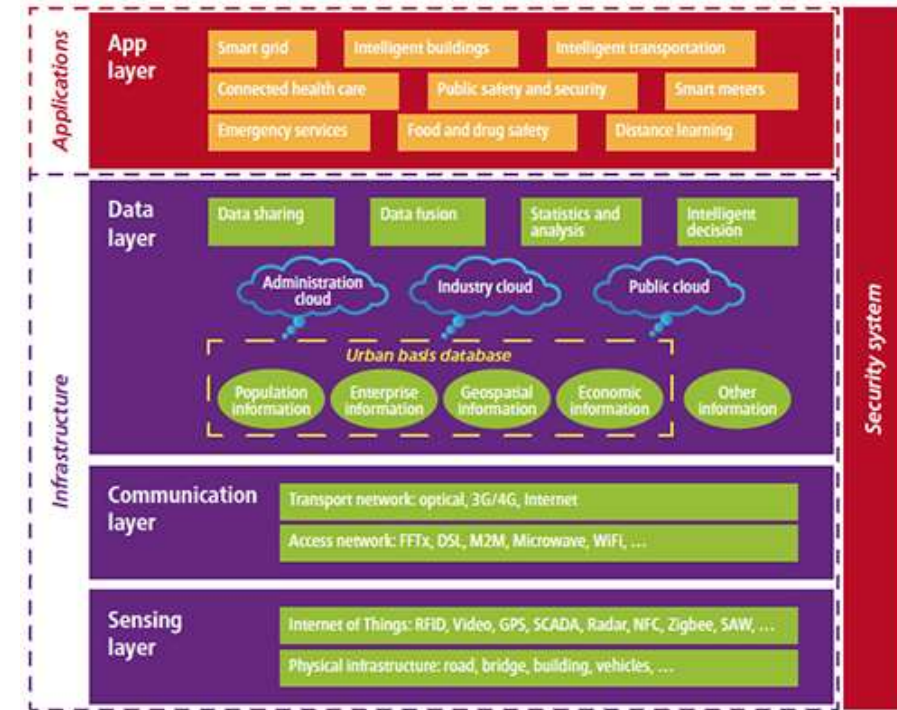 Applications
App
layer
Smart grid
Intelligent buildings
Intelligent transportation
Connected health care
Public safety and security
Smart meters
Emergency services
Food and drug safety
Distance learning
Infrastructure
Data
layer
Data sharing
Data fusion
Statistics and
analysis
Intelligent
decision
Administration
cloud
Industry cloud
Public cloud
Urban basis database
Population
information
Enterprise
information
Geospatial
information
Economic
information
Other
information
Communication
layer
Transport network: optical, 3G/4G, Internet
Access network: FFTx, DSL, M2M, Microwave, WiFi, ...
Sensing
layer
Internet of Things: RFID, Video, GPS, SCADA, Radar, NFC, Zigbee, SAW, ...
Physical infrastructure: road, bridge, building, vehicles, ...
Security system